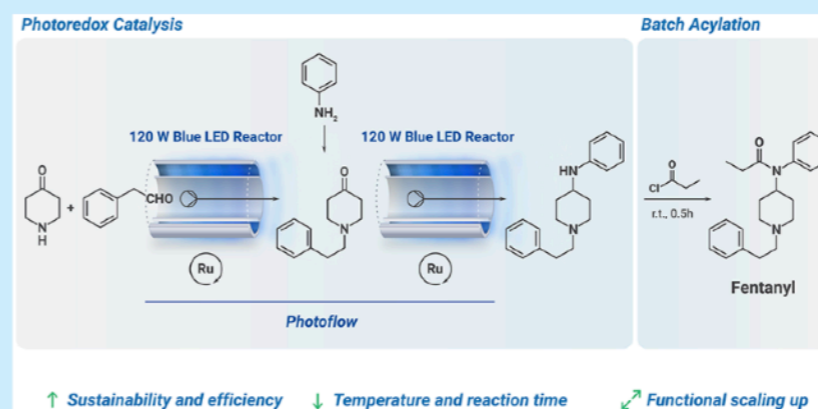 Photoredox Catalysis
Batch Acylation
NH2
120 W Blue LED Reactor
120 W Blue LED Reactor
O
N
H
+
CHO
O
N
HN
N
Cl
O
r.t., 0.5h
O
N
N
Ru
Ru
Fentanyl
Photoflow
Sustainability and efficiency
Temperature and reaction time
Functional scaling up